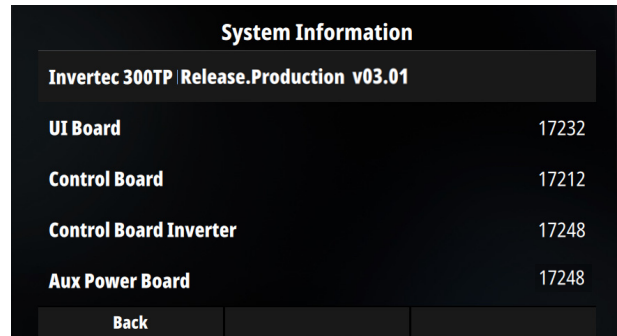 System Information
Invertec 300TP | Release.Production v03.01
UI Board 17232
Control Board 17212
Control Board Inverter 17248
Aux Power Board 17248
Back